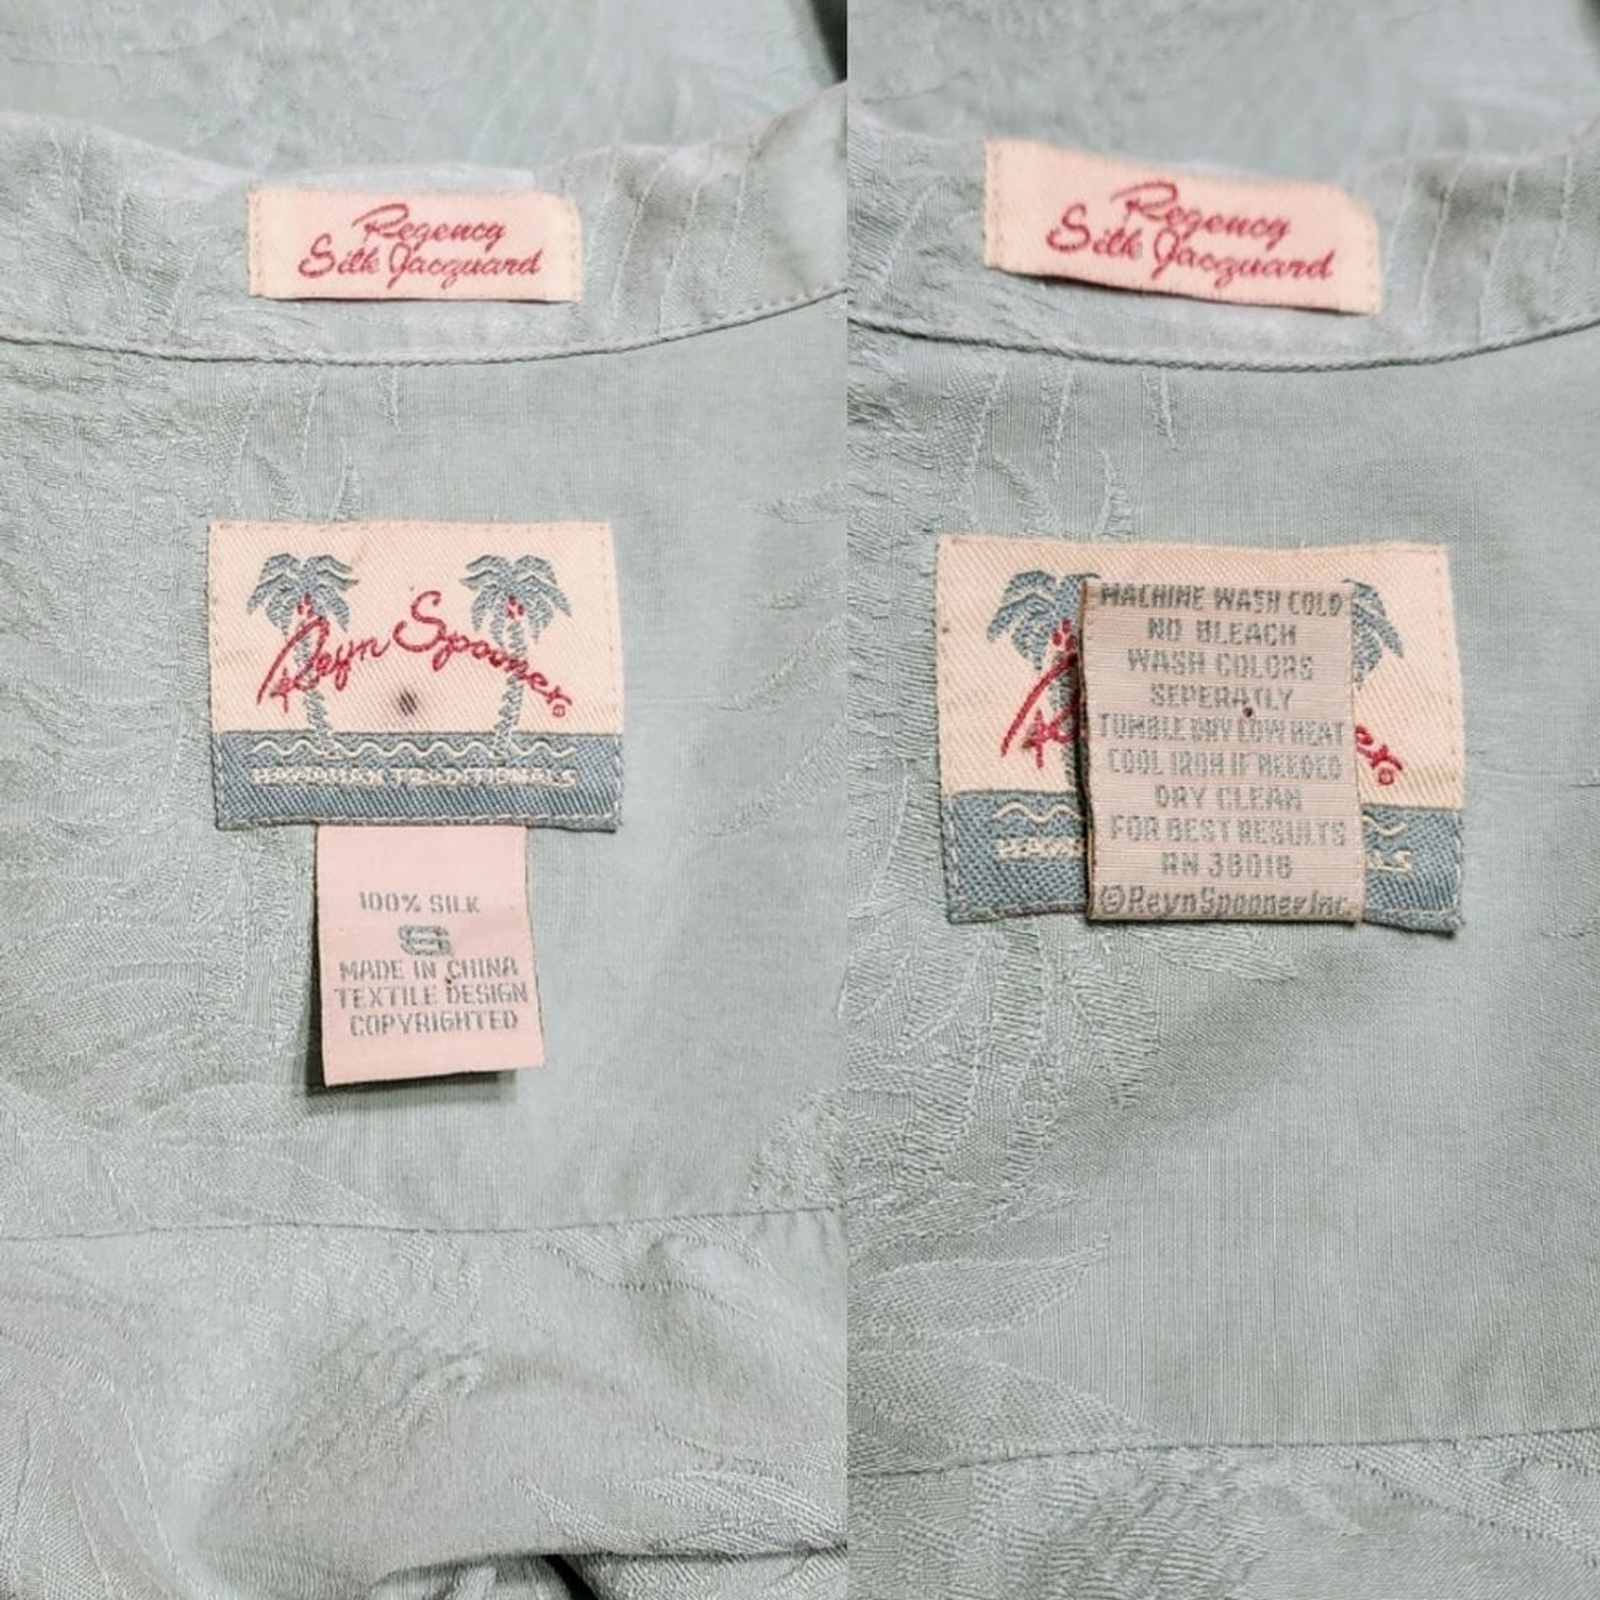 Regency
Silk Jacquard
Reyn Spooner®
HAWAIIAN TRADITIONALS
100% SILK
S
MADE IN CHINA
TEXTILE DESIGN
COPYRIGHTED
Regency
Silk Jacquard
MACHINE WASH COLD
NO BLEACH
WASH COLORS
SEPERATLY
TUMBLE DRY LOW HEAT
COOL IRON IF NEEDED
DRY CLEAN
FOR BEST RESULTS
RN 38018
©ReynSpoonerInc.